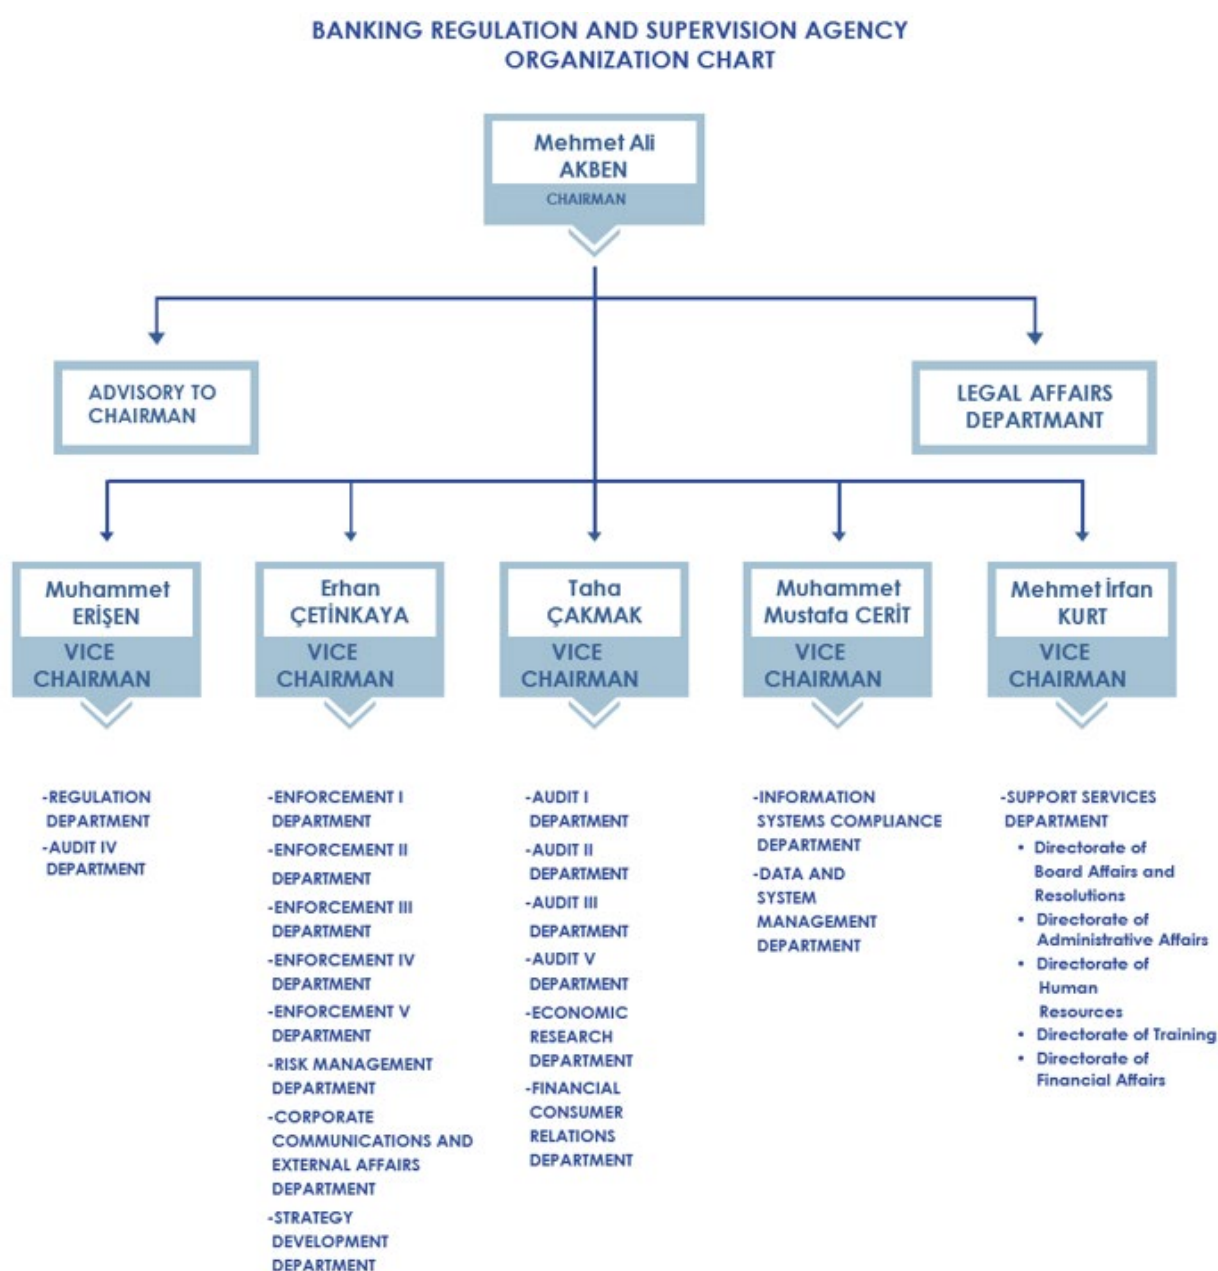 BANKING REGULATION AND SUPERVISION AGENCY
ORGANIZATION CHART
Mehmet Ali
AKBEN
CHAIRMAN
ADVISORY TO
CHAIRMAN
LEGAL AFFAIRS
DEPARTMANT
Muhammet
ERİŞEN
VICE
CHAIRMAN
Erhan
ÇETİNKAYA
VICE
CHAIRMAN
Taha
ÇAKMAK
VICE
CHAIRMAN
Muhammet
Mustafa CERİT
VICE
CHAIRMAN
Mehmet İrfan
KURT
VICE
CHAIRMAN
-REGULATION
DEPARTMENT
-AUDIT IV
DEPARTMENT
-ENFORCEMENT I
DEPARTMENT
-ENFORCEMENT II
DEPARTMENT
-ENFORCEMENT III
DEPARTMENT
-ENFORCEMENT IV
DEPARTMENT
-ENFORCEMENT V
DEPARTMENT
-RISK MANAGEMENT
DEPARTMENT
-CORPORATE
COMMUNICATIONS AND
EXTERNAL AFFAIRS
DEPARTMENT
-STRATEGY
DEVELOPMENT
DEPARTMENT
-AUDIT I
DEPARTMENT
-AUDIT II
DEPARTMENT
-AUDIT III
DEPARTMENT
-AUDIT V
DEPARTMENT
-ECONOMIC
RESEARCH
DEPARTMENT
-FINANCIAL
CONSUMER
RELATIONS
DEPARTMENT
-INFORMATION
SYSTEMS COMPLIANCE
DEPARTMENT
-DATA AND
SYSTEM
MANAGEMENT
DEPARTMENT
-SUPPORT SERVICES
DEPARTMENT
• Directorate of
Board Affairs and
Resolutions
• Directorate of
Administrative Affairs
• Directorate of
Human
Resources
• Directorate of Training
• Directorate of
Financial Affairs